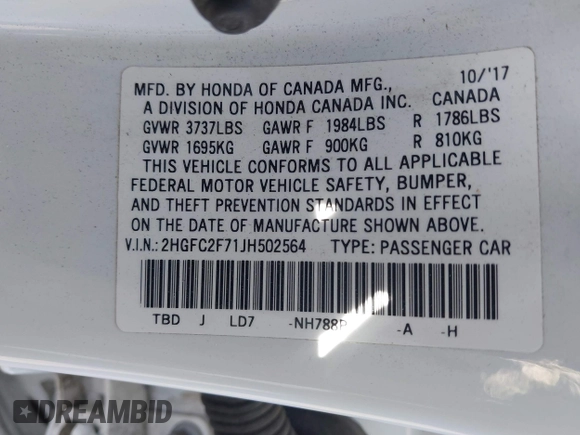 MFD. BY HONDA OF CANADA MFG., 10/'17
A DIVISION OF HONDA CANADA INC. CANADA
GVWR 3737LBS GAWR F 1984LBS R 1786LBS
GVWR 1695KG GAWR F 900KG R 810KG
THIS VEHICLE CONFORMS TO ALL APPLICABLE
FEDERAL MOTOR VEHICLE SAFETY, BUMPER,
AND THEFT PREVENTION STANDARDS IN EFFECT
ON THE DATE OF MANUFACTURE SHOWN ABOVE.
V.I.N.: 2HGFC2F71JH502564 TYPE: PASSENGER CAR
TBD J LD7 -NH788P -A -H
DREAMBID